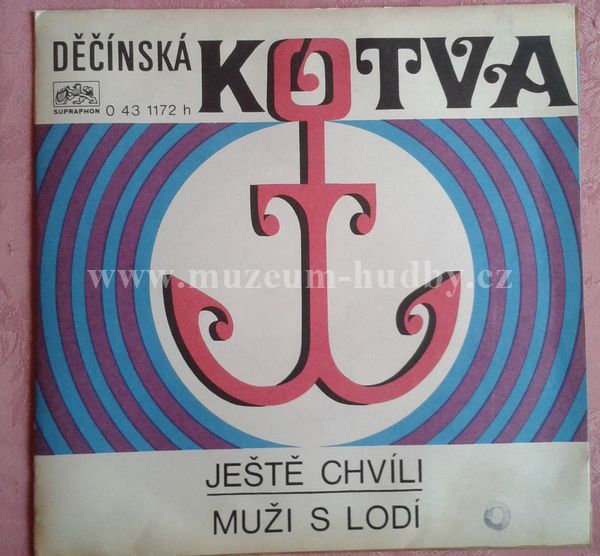 DĚČÍNSKÁ KOTVA
SUPRAPHON 0 43 1172 h
www.muzeum-hudby.cz
JEŠTĚ CHVÍLI
MUŽI S LODÍ